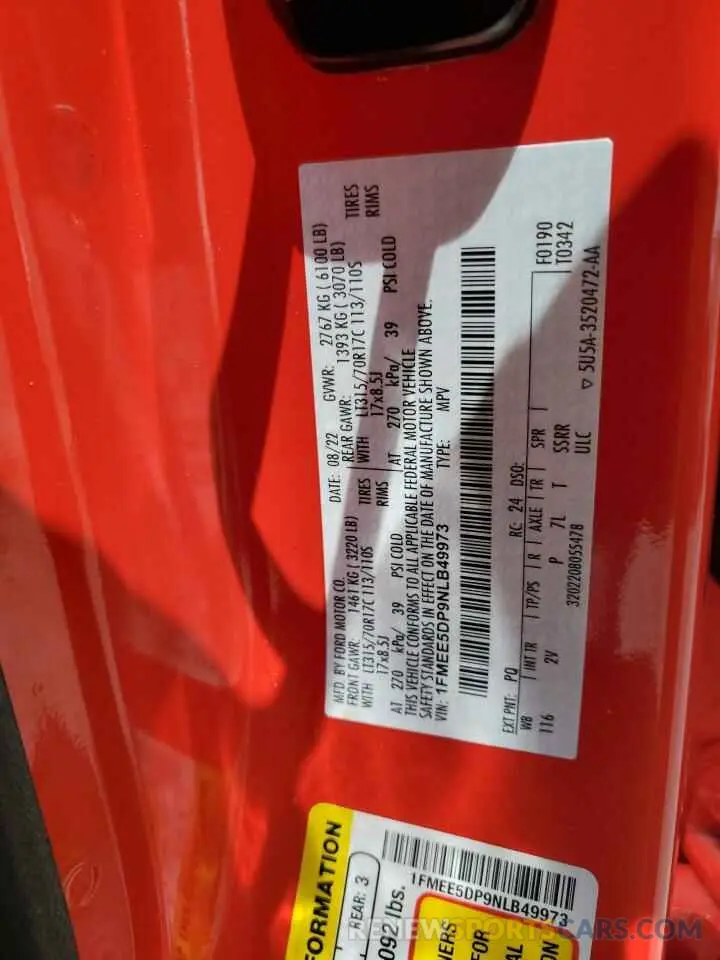 MFD. BY FORD MOTOR CO.
DATE: 08/22 GVWR: 2767 KG ( 6100 LB)
FRONT GAWR: 1461 KG ( 3220 LB) REAR GAWR: 1393 KG ( 3070 LB)
WITH LT315/70R17C 113/110S TIRES WITH LT315/70R17C 113/110S TIRES
17x8.5J RIMS 17x8.5J RIMS
AT 270 kPa/ 39 PSI COLD AT 270 kPa/ 39 PSI COLD
THIS VEHICLE CONFORMS TO ALL APPLICABLE FEDERAL MOTOR VEHICLE
SAFETY STANDARDS IN EFFECT ON THE DATE OF MANUFACTURE SHOWN ABOVE.
VIN: 1FMEE5DP9NLB49973 TYPE: MPV
EXT PNT: PQ RC: 24 DSO: F0190
WB INT TR TP/PS R AXLE TR SPR T0342
116 2V P 7L T SSRR
ULC
3202208055478 5U5A-3520472-AA
FORMATION
REAR: 3
092 lbs.
1FMEE5DP9NLB49973
FOR
REVIEWSPORTSCARS.COM